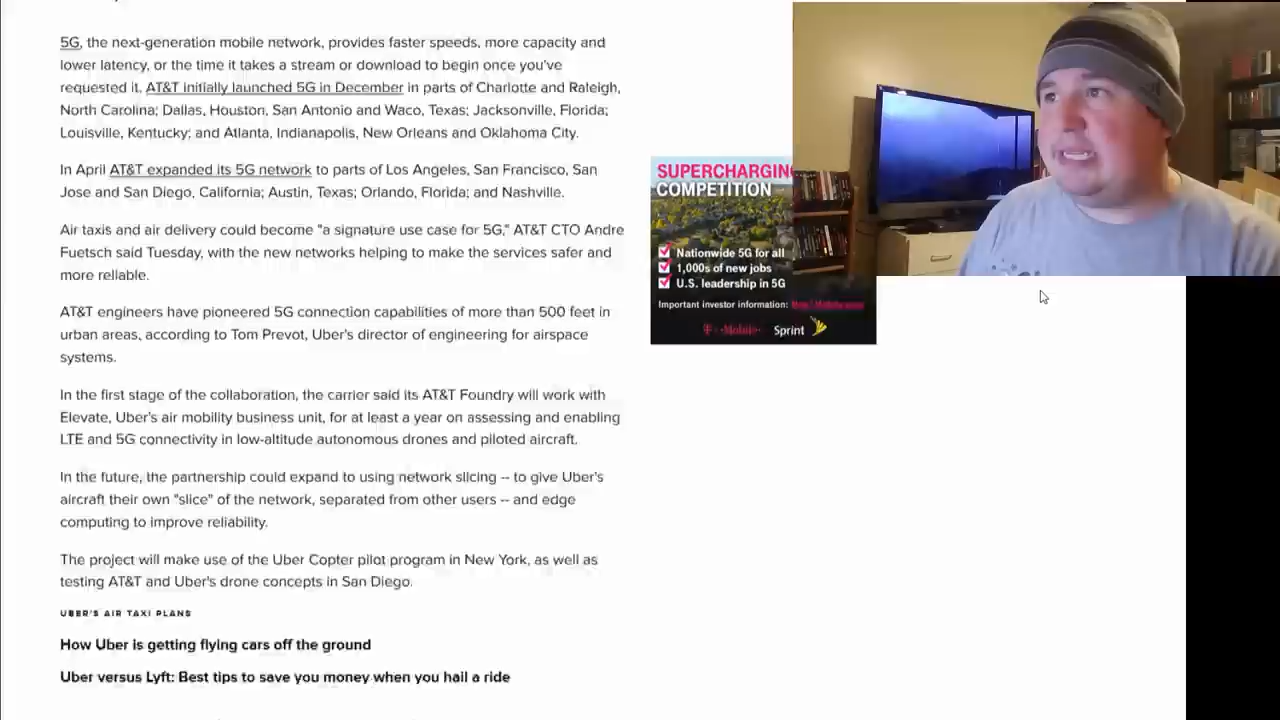 5G, the next-generation mobile network, provides faster speeds, more capacity and
lower latency, or the time it takes a stream or download to begin once you've
requested it. AT&T initially launched 5G in December in parts of Charlotte and Raleigh,
North Carolina; Dallas, Houston, San Antonio and Waco, Texas; Jacksonville, Florida;
Louisville, Kentucky; and Atlanta, Indianapolis, New Orleans and Oklahoma City.
In April AT&T expanded its 5G network to parts of Los Angeles, San Francisco, San
Jose and San Diego, California; Austin, Texas; Orlando, Florida; and Nashville.
Air taxis and air delivery could become "a signature use case for 5G," AT&T CTO Andre
Fuetsch said Tuesday, with the new networks helping to make the services safer and
more reliable.
AT&T engineers have pioneered 5G connection capabilities of more than 500 feet in
urban areas, according to Tom Prevot, Uber's director of engineering for airspace
systems.
In the first stage of the collaboration, the carrier said its AT&T Foundry will work with
Elevate, Uber's air mobility business unit, for at least a year on assessing and enabling
LTE and 5G connectivity in low-altitude autonomous drones and piloted aircraft.
In the future, the partnership could expand to using network slicing -- to give Uber's
aircraft their own "slice" of the network, separated from other users -- and edge
computing to improve reliability.
The project will make use of the Uber Copter pilot program in New York, as well as
testing AT&T and Uber's drone concepts in San Diego.
UBER'S AIR TAXI PLANS
How Uber is getting flying cars off the ground
Uber versus Lyft: Best tips to save you money when you hail a ride
SUPERCHARGING
COMPETITION
Nationwide 5G for all
1,000s of new jobs
U.S. leadership in 5G
Important investor information:
T-Mobile Sprint